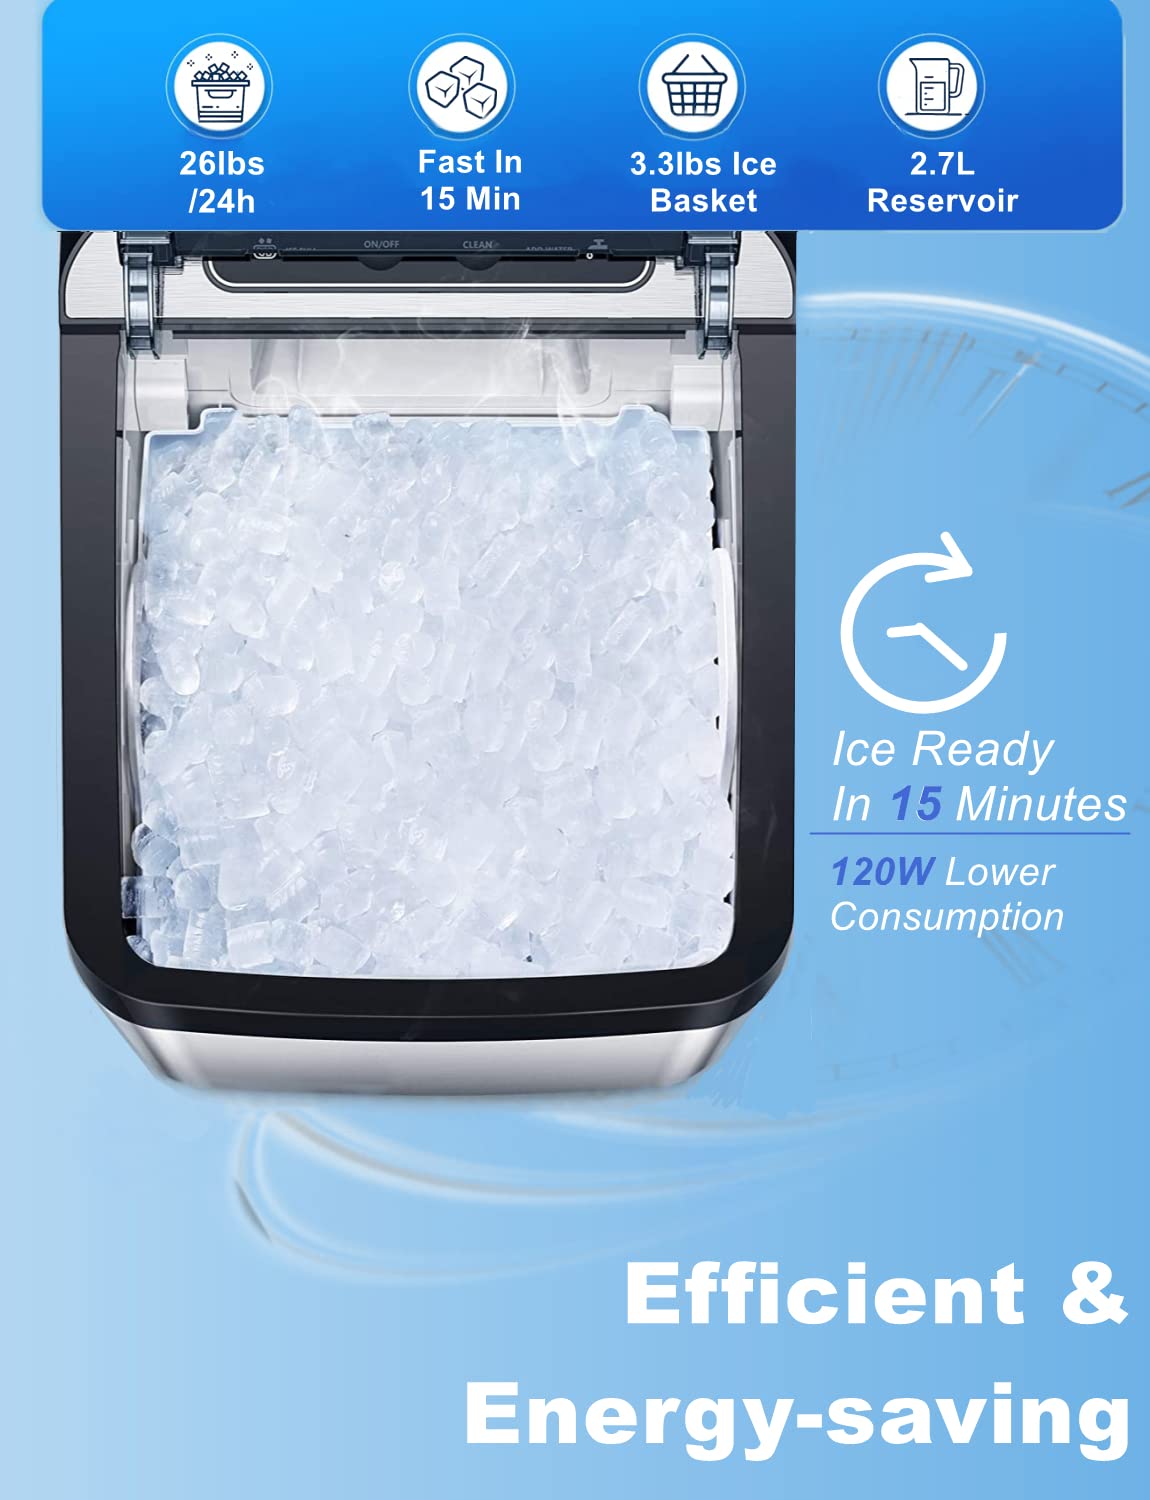 26lbs
/24h
Fast In
15 Min
3.3lbs Ice
Basket
2.7L
Reservoir
ON/OFF
CLEAN
Ice Ready
In 15 Minutes
120W Lower
Consumption
Efficient &
Energy-saving